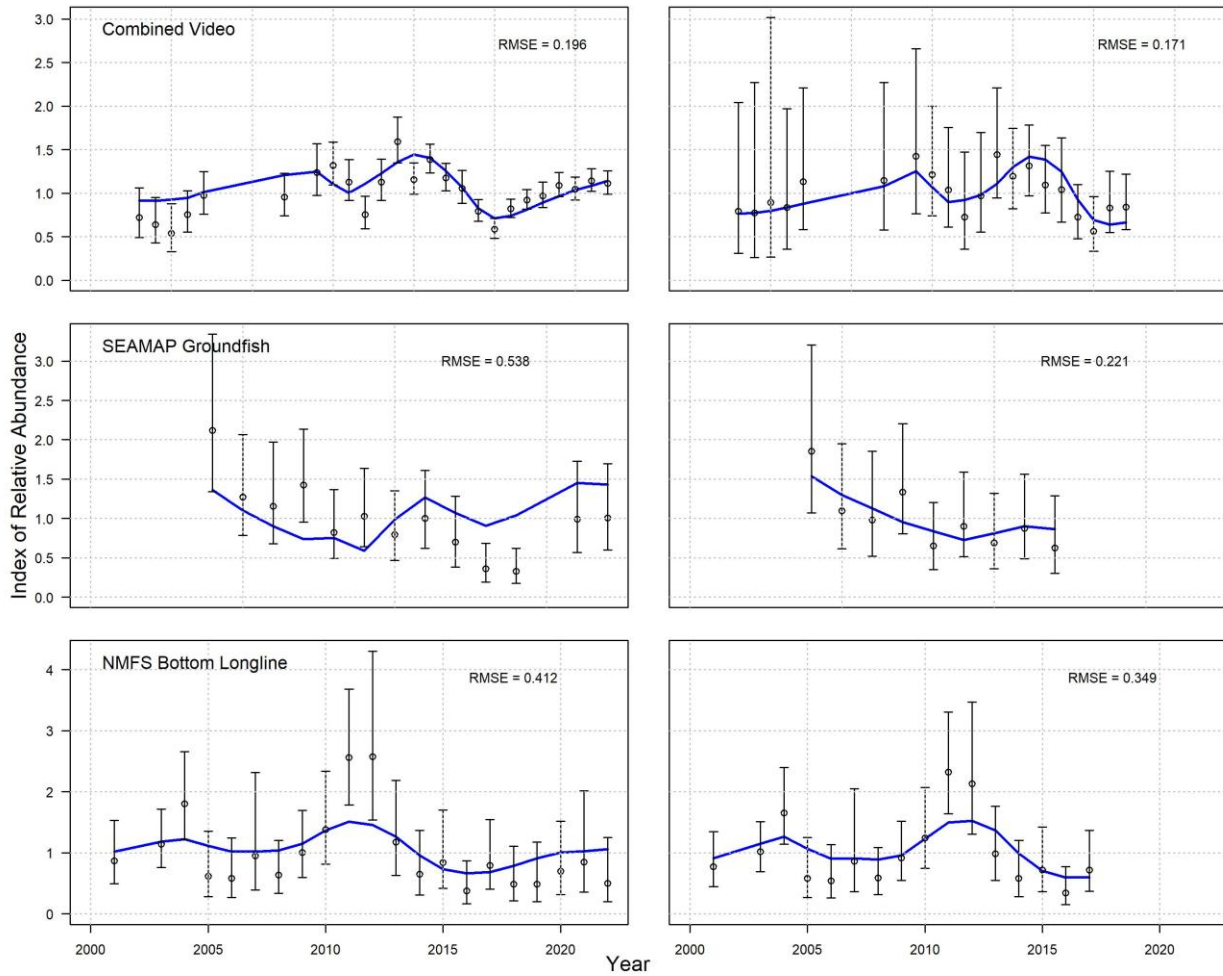 Combined Video
RMSE = 0.196
RMSE = 0.171
3.0
2.5
2.0
1.5
1.0
0.5
0.0
SEAMAP Groundfish
RMSE = 0.538
RMSE = 0.221
3.0
2.5
2.0
1.5
1.0
0.5
0.0
Index of Relative Abundance
NMFS Bottom Longline
RMSE = 0.412
RMSE = 0.349
4
3
2
1
0
2000 2005 2010 2015 2020
2000 2005 2010 2015 2020
Year